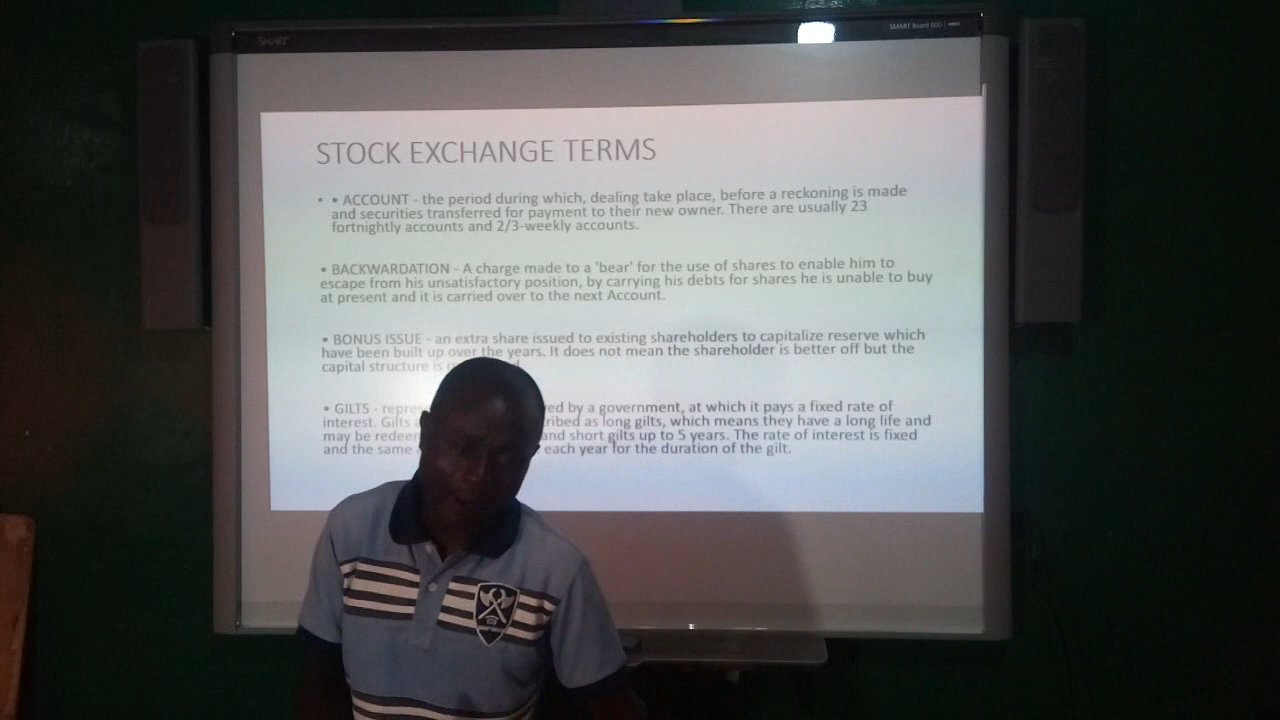 SMART
SMART Board 800
STOCK EXCHANGE TERMS
• • ACCOUNT - the period during which, dealing take place, before a reckoning is made
and securities transferred for payment to their new owner. There are usually 23
fortnightly accounts and 2/3-weekly accounts.
• BACKWARDATION - A charge made to a 'bear' for the use of shares to enable him to
escape from his unsatisfactory position, by carrying his debts for shares he is unable to buy
at present and it is carried over to the next Account.
• BONUS ISSUE - an extra share issued to existing shareholders to capitalize reserve which
have been built up over the years. It does not mean the shareholder is better off but the
capital structure is
• GILTS - by a government, at which it pays a fixed rate of
interest. Gilts as long gilts, which means they have a long life and
may be and short gilts up to 5 years. The rate of interest is fixed
and the same each year for the duration of the gilt.